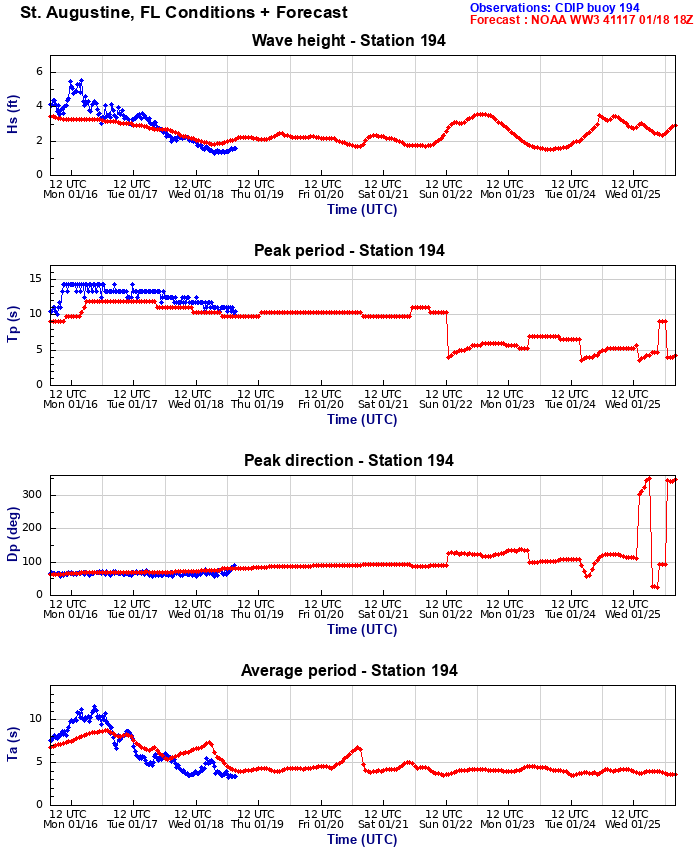 St. Augustine, FL Conditions + Forecast
Observations: CDIP buoy 194
Forecast : NOAA WW3 41117 01/18 18Z
Wave height - Station 194
Hs (ft)
6
4
2
0
12 UTC 12 UTC 12 UTC 12 UTC 12 UTC 12 UTC 12 UTC 12 UTC 12 UTC 12 UTC
Mon 01/16 Tue 01/17 Wed 01/18 Thu 01/19 Fri 01/20 Sat 01/21 Sun 01/22 Mon 01/23 Tue 01/24 Wed 01/25
Time (UTC)
Peak period - Station 194
Tp (s)
15
10
5
0
12 UTC 12 UTC 12 UTC 12 UTC 12 UTC 12 UTC 12 UTC 12 UTC 12 UTC 12 UTC
Mon 01/16 Tue 01/17 Wed 01/18 Thu 01/19 Fri 01/20 Sat 01/21 Sun 01/22 Mon 01/23 Tue 01/24 Wed 01/25
Time (UTC)
Peak direction - Station 194
Dp (deg)
300
200
100
0
12 UTC 12 UTC 12 UTC 12 UTC 12 UTC 12 UTC 12 UTC 12 UTC 12 UTC 12 UTC
Mon 01/16 Tue 01/17 Wed 01/18 Thu 01/19 Fri 01/20 Sat 01/21 Sun 01/22 Mon 01/23 Tue 01/24 Wed 01/25
Time (UTC)
Average period - Station 194
Ta (s)
10
5
0
12 UTC 12 UTC 12 UTC 12 UTC 12 UTC 12 UTC 12 UTC 12 UTC 12 UTC 12 UTC
Mon 01/16 Tue 01/17 Wed 01/18 Thu 01/19 Fri 01/20 Sat 01/21 Sun 01/22 Mon 01/23 Tue 01/24 Wed 01/25
Time (UTC)